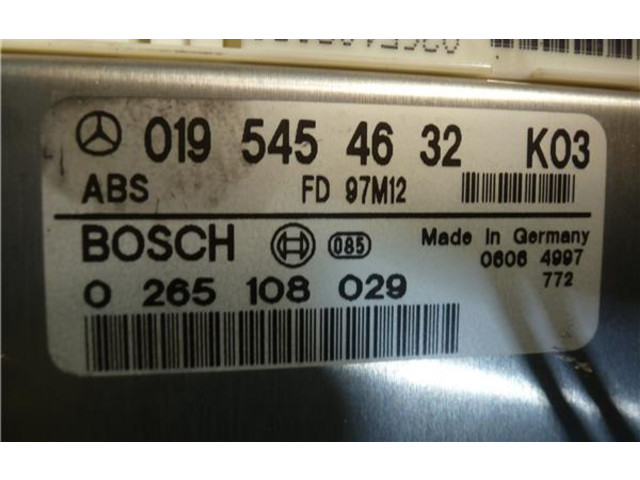 019 545 46 32 K03
ABS FD 97M12
BOSCH 085 Made in Germany
0 265 108 029 0606 4997
772